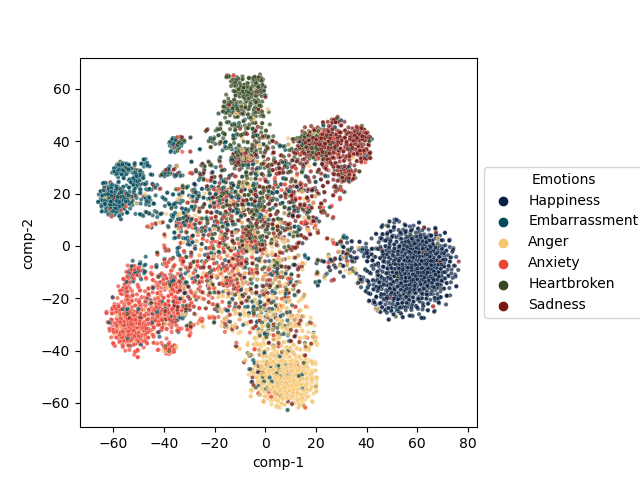 60
40
20
0
−20
−40
−60
comp-2
−60 −40 −20 0 20 40 60 80
comp-1
Emotions
Happiness
Embarrassment
Anger
Anxiety
Heartbroken
Sadness